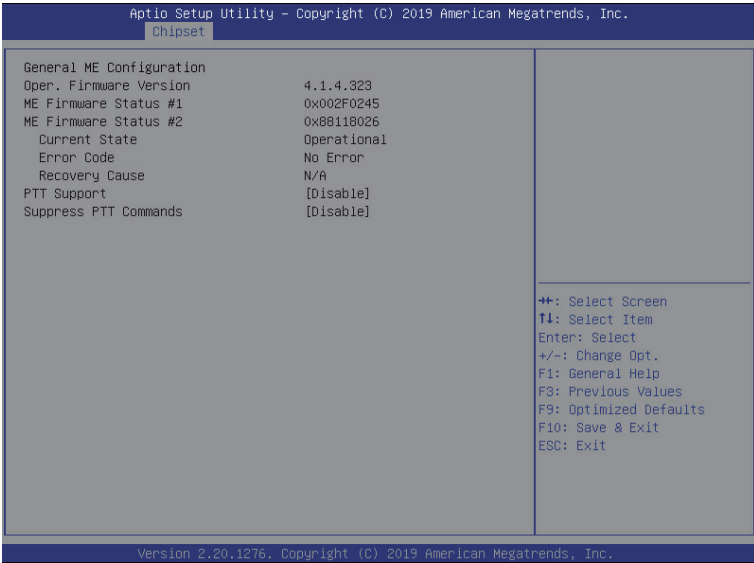 Aptio Setup Utility – Copyright (C) 2019 American Megatrends, Inc.
Chipset
General ME Configuration
Oper. Firmware Version 4.1.4.323
ME Firmware Status #1 0x002F0245
ME Firmware Status #2 0x88118026
Current State Operational
Error Code No Error
Recovery Cause N/A
PTT Support [Disable]
Suppress PTT Commands [Disable]
→←: Select Screen
↑↓: Select Item
Enter: Select
+/-: Change Opt.
F1: General Help
F3: Previous Values
F9: Optimized Defaults
F10: Save & Exit
ESC: Exit
Version 2.20.1276. Copyright (C) 2019 American Megatrends, Inc.